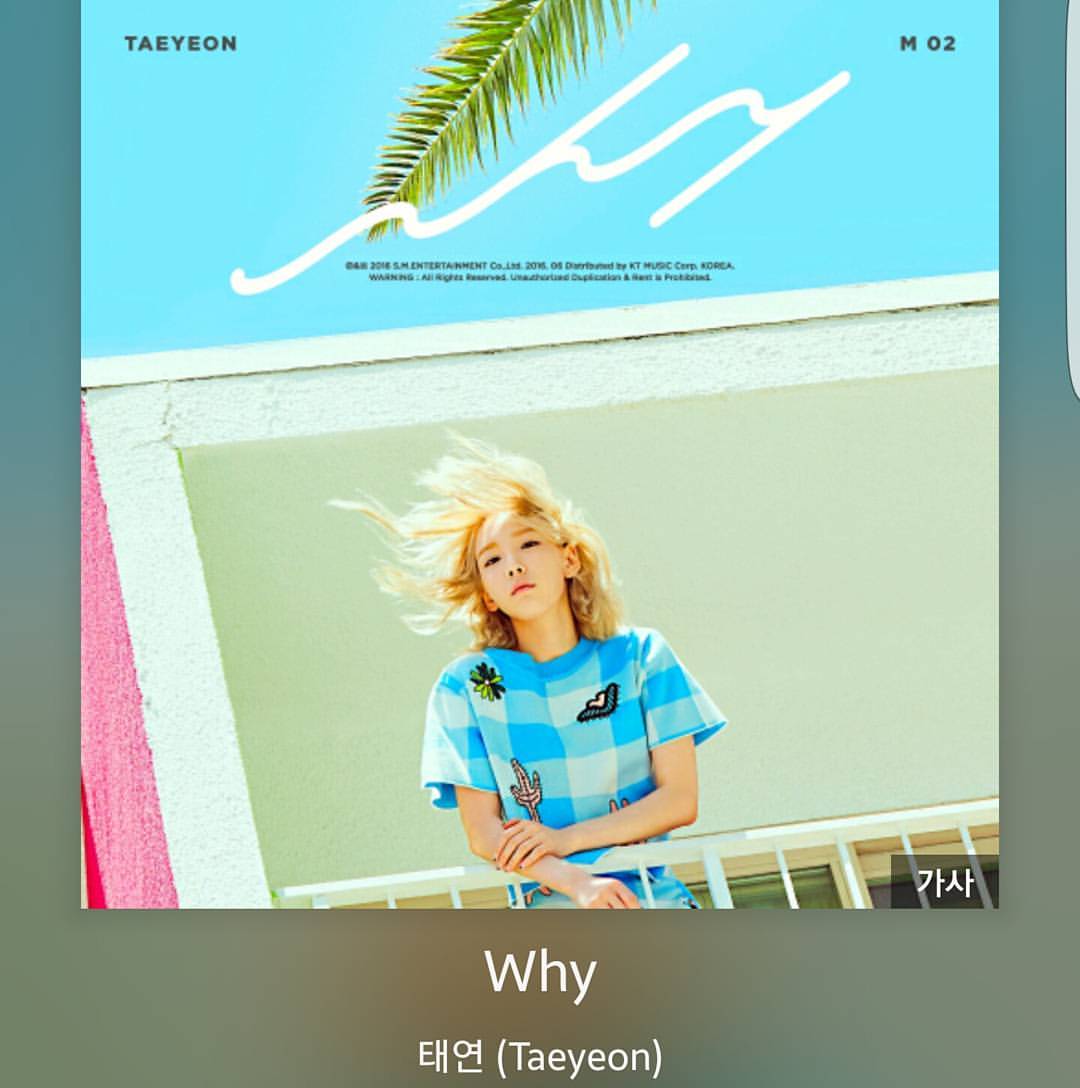 TAEYEON
M 02
Why
℗&© 2016 S.M.ENTERTAINMENT Co.,Ltd. 2016. 06 Distributed by KT MUSIC Corp. KOREA.
WARNING : All Rights Reserved. Unauthorized Duplication & Rent is Prohibited.
가사
Why
태연 (Taeyeon)